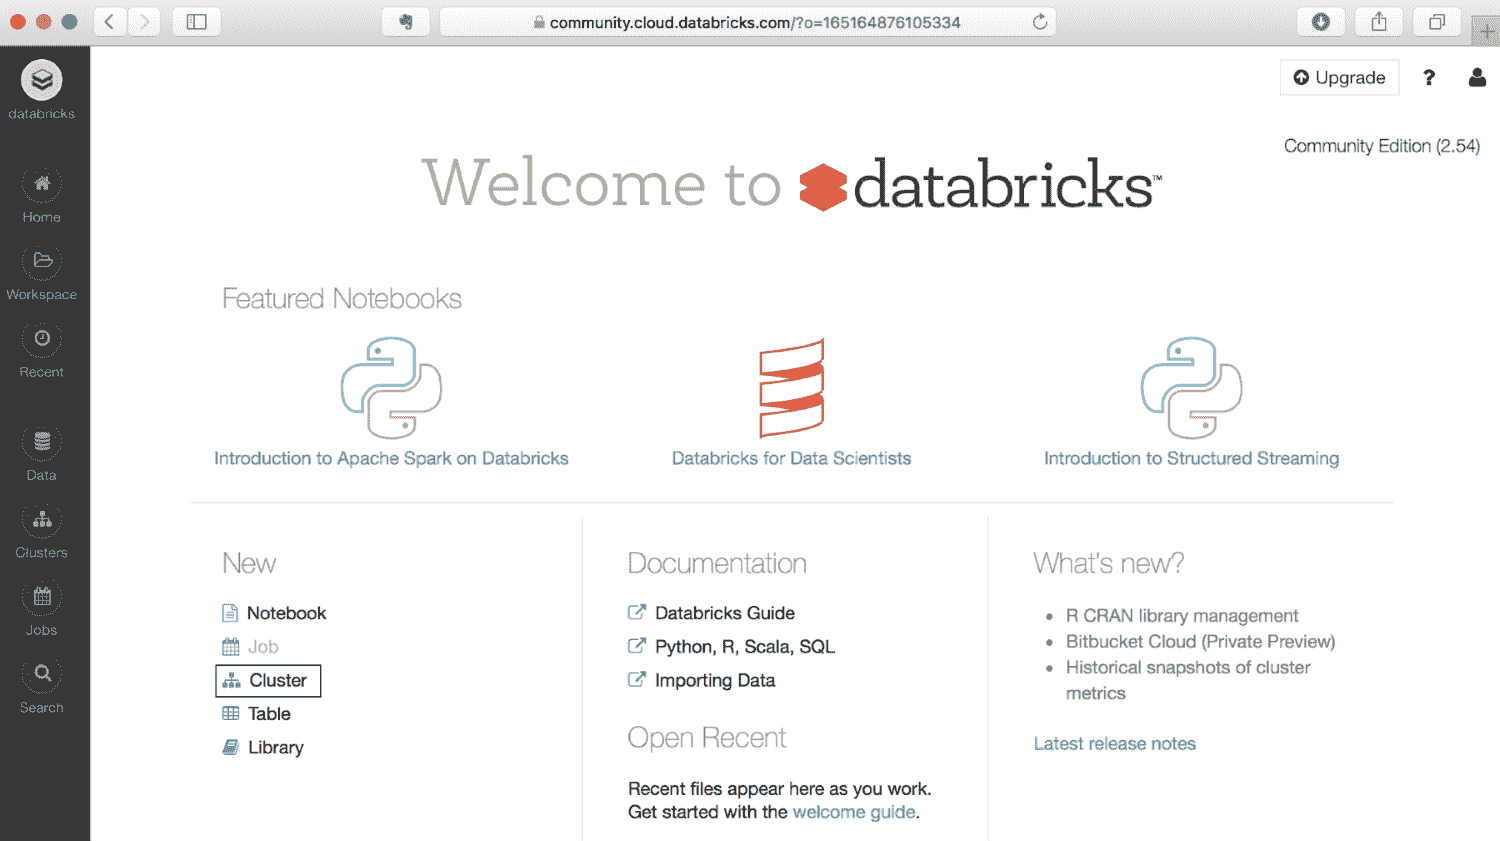 community.cloud.databricks.com/?o=165164876105334
databricks
Home
Workspace
Recent
Data
Clusters
Jobs
Search
Upgrade
?
Community Edition (2.54)
Welcome to databricks™
Featured Notebooks
Introduction to Apache Spark on Databricks
Databricks for Data Scientists
Introduction to Structured Streaming
New
Notebook
Job
Cluster
Table
Library
Documentation
Databricks Guide
Python, R, Scala, SQL
Importing Data
Open Recent
Recent files appear here as you work.
Get started with the welcome guide.
What's new?
R CRAN library management
Bitbucket Cloud (Private Preview)
Historical snapshots of cluster
metrics
Latest release notes